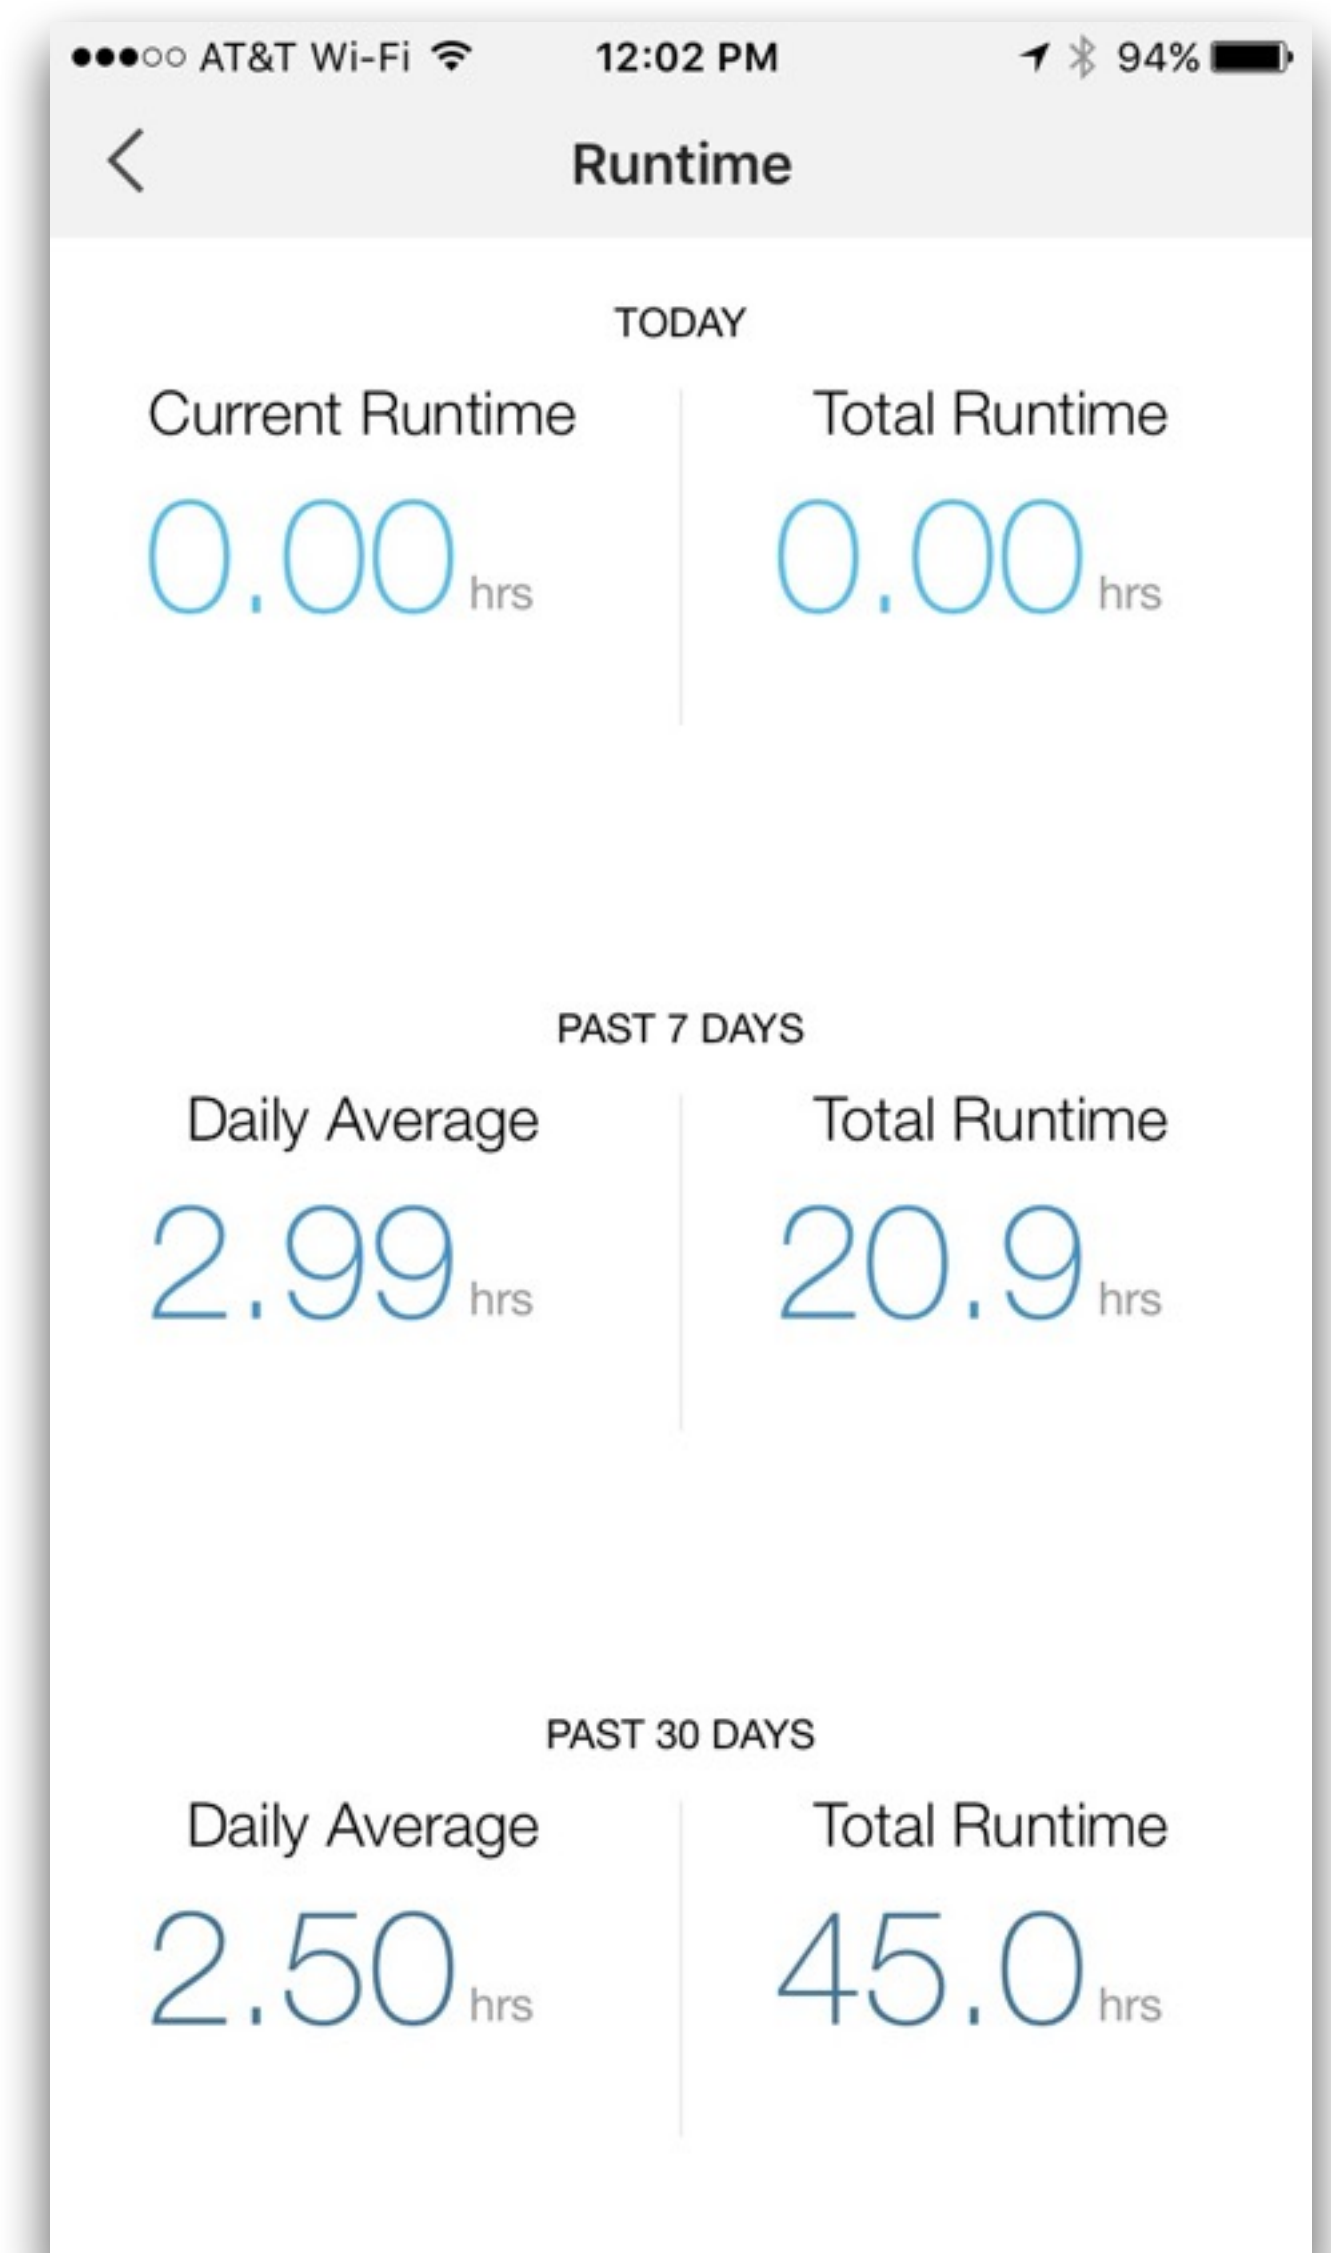 AT&T Wi-Fi 12:02 PM 94%
Runtime
TODAY
Current Runtime Total Runtime
0.00 hrs 0.00 hrs
PAST 7 DAYS
Daily Average Total Runtime
2.99 hrs 20.9 hrs
PAST 30 DAYS
Daily Average Total Runtime
2.50 hrs 45.0 hrs